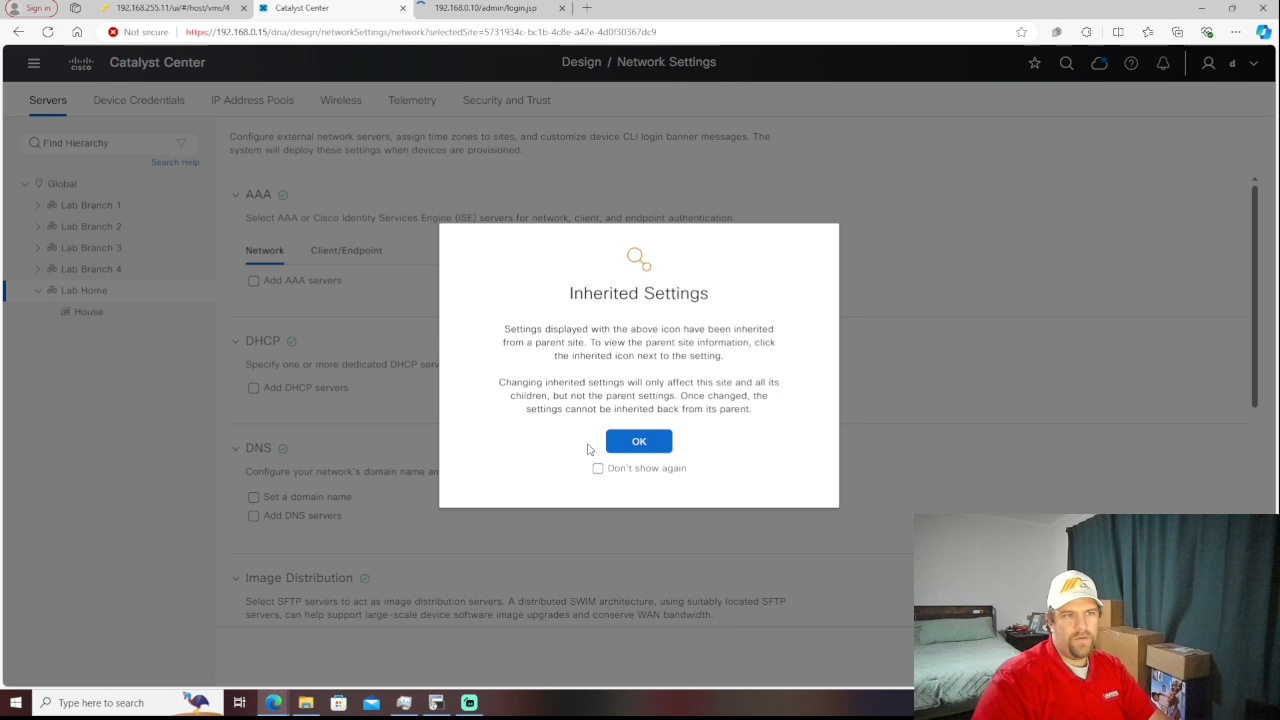 Sign in
192.168.255.11/ui/#/host/vms/4
Catalyst Center
192.168.0.10/admin/login.jsp
Not secure
https://192.168.0.15/dna/design/networkSettings/network?selectedSite=5731934c-bc1b-4c8e-a42e-4d0f30367dc9
CISCO
Catalyst Center
Design / Network Settings
d
Servers
Device Credentials
IP Address Pools
Wireless
Telemetry
Security and Trust
Find Hierarchy
Search Help
Global
Lab Branch 1
Lab Branch 2
Lab Branch 3
Lab Branch 4
Lab Home
House
Configure external network servers, assign time zones to sites, and customize device CLI login banner messages. The
system will deploy these settings when devices are provisioned.
AAA
Select AAA or Cisco Identity Services Engine (ISE) servers for network, client, and endpoint authentication.
Network
Client/Endpoint
Add AAA servers
DHCP
Specify one or more dedicated DHCP serv
Add DHCP servers
DNS
Configure your network's domain name an
Set a domain name
Add DNS servers
Image Distribution
Select SFTP servers to act as image distribution servers. A distributed SWIM architecture, using suitably located SFTP
servers, can help support large-scale device software image upgrades and conserve WAN bandwidth.
Inherited Settings
Settings displayed with the above icon have been inherited
from a parent site. To view the parent site information, click
the inherited icon next to the setting.
Changing inherited settings will only affect this site and all its
children, but not the parent settings. Once changed, the
settings cannot be inherited back from its parent.
OK
Don't show again
Type here to search